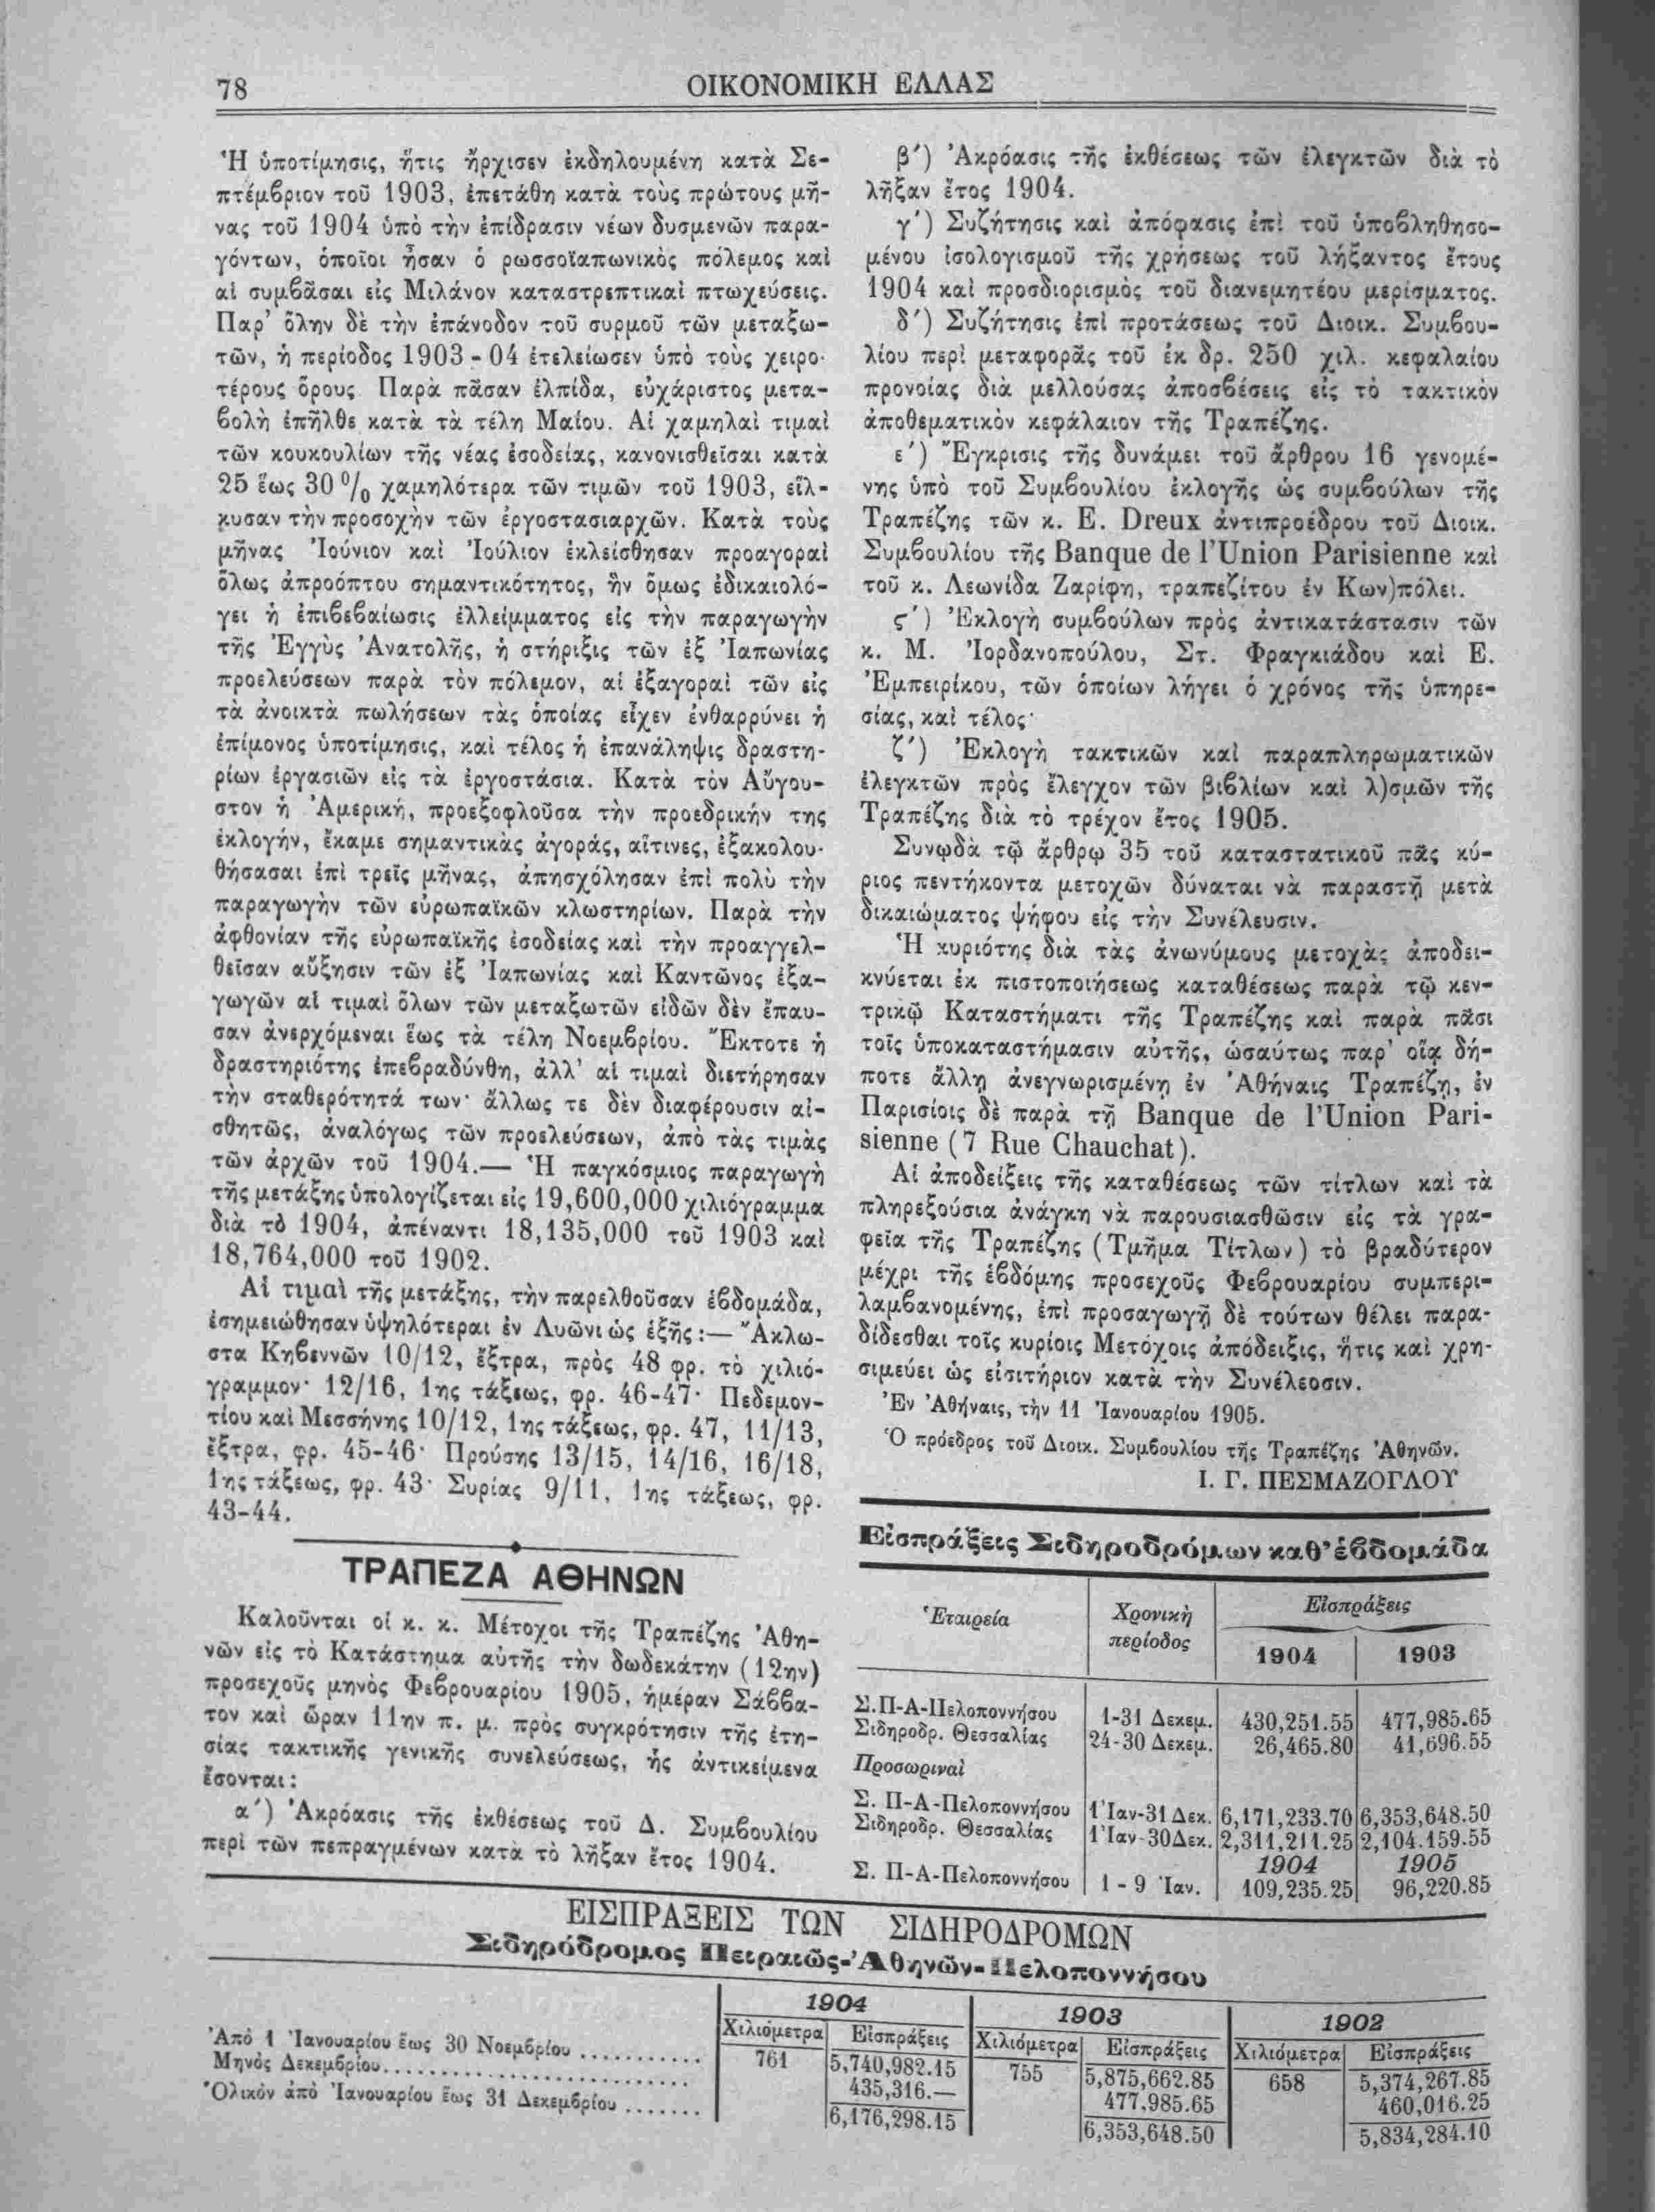 78
ΟΙΚΟΝΟΜΙΚΗ ΕΛΛΑΣ
Ἡ ὑποτίμησις, ἥτις ἤρχισεν ἐκδηλουμένη κατὰ Σε-
πτέμβριον τοῦ 1903, ἐπετάθη κατὰ τοὺς πρώτους μῆ-
νας τοῦ 1904 ὑπὸ τὴν ἐπίδρασιν νέων δυσμενῶν παρα-
γόντων, ὁποῖοι ἦσαν ὁ ρωσσοϊαπωνικὸς πόλεμος καὶ
αἱ συμβᾶσαι εἰς Μιλάνον καταστρεπτικαὶ πτωχεύσεις.
Παρ' ὅλην δὲ τὴν ἐπάνοδον τοῦ συρμοῦ τῶν μεταξω-
τῶν, ἡ περίοδος 1903-04 ἐτελείωσεν ὑπὸ τοὺς χειρο-
τέρους ὅρους. Παρὰ πᾶσαν ἐλπίδα, εὐχάριστος μετα-
βολὴ ἐπῆλθε κατὰ τὰ τέλη Μαΐου. Αἱ χαμηλαὶ τιμαὶ
τῶν κουκουλίων τῆς νέας ἐσοδείας, κανονισθεῖσαι κατὰ
25 ἕως 30 % χαμηλότερα τῶν τιμῶν τοῦ 1903, εἵλ-
κυσαν τὴν προσοχὴν τῶν ἐργοστασιαρχῶν. Κατὰ τοὺς
μῆνας Ἰούνιον καὶ Ἰούλιον ἐκλείσθησαν προαγοραὶ
ὅλως ἀπροόπτου σημαντικότητος, ἣν ὅμως ἐδικαιολό-
γει ἡ ἐπιβεβαίωσις ἐλλείμματος εἰς τὴν παραγωγὴν
τῆς Ἐγγὺς Ἀνατολῆς, ἡ στήριξις τῶν ἐξ Ἰαπωνίας
προελεύσεων παρὰ τὸν πόλεμον, αἱ ἐξαγοραὶ τῶν εἰς
τὰ ἀνοικτὰ πωλήσεων τὰς ὁποίας εἶχεν ἐνθαρρύνει ἡ
ἐπίμονος ὑποτίμησις, καὶ τέλος ἡ ἐπανάληψις δραστη-
ρίων ἐργασιῶν εἰς τὰ ἐργοστάσια. Κατὰ τὸν Αὔγου-
στον ἡ Ἀμερική, προεξοφλοῦσα τὴν προεδρικήν της
ἐκλογήν, ἔκαμε σημαντικὰς ἀγοράς, αἵτινες, ἐξακολου-
θήσασαι ἐπὶ τρεῖς μῆνας, ἀπησχόλησαν ἐπὶ πολὺ τὴν
παραγωγὴν τῶν εὐρωπαϊκῶν κλωστηρίων. Παρὰ τὴν
ἀφθονίαν τῆς εὐρωπαϊκῆς ἐσοδείας καὶ τὴν προαγγελ-
θεῖσαν αὔξησιν τῶν ἐξ Ἰαπωνίας καὶ Καντῶνος ἐξα-
γωγῶν αἱ τιμαὶ ὅλων τῶν μεταξωτῶν εἰδῶν δὲν ἔπαυ-
σαν ἀνερχόμεναι ἕως τὰ τέλη Νοεμβρίου. Ἔκτοτε ἡ
δραστηριότης ἐπεβραδύνθη, ἀλλ' αἱ τιμαὶ διετήρησαν
τὴν σταθερότητά των· ἄλλως τε δὲν διαφέρουσιν αἰ-
σθητῶς, ἀναλόγως τῶν προελεύσεων, ἀπὸ τὰς τιμὰς
τῶν ἀρχῶν τοῦ 1904.— Ἡ παγκόσμιος παραγωγὴ
τῆς μετάξης ὑπολογίζεται εἰς 19,600,000 χιλιόγραμμα
διὰ τὸ 1904, ἀπέναντι 18,135,000 τοῦ 1903 καὶ
18,764,000 τοῦ 1902.
Αἱ τιμαὶ τῆς μετάξης, τὴν παρελθοῦσαν ἑβδομάδα,
ἐσημειώθησαν ὑψηλότεραι ἐν Λυῶνι ὡς ἑξῆς :— Ἄκλω-
στα Κηβεννῶν 10/12, ἔξτρα, πρὸς 48 φρ. τὸ χιλιό-
γραμμον· 12/16, 1ης τάξεως, φρ. 46-47· Πεδεμον-
τίου καὶ Μεσσήνης 10/12, 1ης τάξεως, φρ. 47, 11/13,
ἔξτρα, φρ. 45-46· Προύσης 13/15, 14/16, 16/18,
1ης τάξεως, φρ. 43· Συρίας 9/11, 1ης τάξεως, φρ.
43-44.
ΤΡΑΠΕΖΑ ΑΘΗΝΩΝ
Καλοῦνται οἱ κ. κ. Μέτοχοι τῆς Τραπέζης Ἀθη-
νῶν εἰς τὸ Κατάστημα αὐτῆς τὴν δωδεκάτην (12ην)
προσεχοῦς μηνὸς Φεβρουαρίου 1905, ἡμέραν Σάββα-
τον καὶ ὥραν 11ην π. μ. πρὸς συγκρότησιν τῆς ἐτη-
σίας τακτικῆς γενικῆς συνελεύσεως, ἧς ἀντικείμενα
ἔσονται :
α΄) Ἀκρόασις τῆς ἐκθέσεως τοῦ Δ. Συμβουλίου
περὶ τῶν πεπραγμένων κατὰ τὸ λῆξαν ἔτος 1904.
β΄) Ἀκρόασις τῆς ἐκθέσεως τῶν ἐλεγκτῶν διὰ τὸ
λῆξαν ἔτος 1904.
γ΄) Συζήτησις καὶ ἀπόφασις ἐπὶ τοῦ ὑποβληθησο-
μένου ἰσολογισμοῦ τῆς χρήσεως τοῦ λήξαντος ἔτους
1904 καὶ προσδιορισμὸς τοῦ διανεμητέου μερίσματος.
δ΄) Συζήτησις ἐπὶ προτάσεως τοῦ Διοικ. Συμβου-
λίου περὶ μεταφορᾶς τοῦ ἐκ δρ. 250 χιλ. κεφαλαίου
προνοίας διὰ μελλούσας ἀποσβέσεις εἰς τὸ τακτικὸν
ἀποθεματικὸν κεφάλαιον τῆς Τραπέζης.
ε΄) Ἔγκρισις τῆς δυνάμει τοῦ ἄρθρου 16 γενομέ-
νης ὑπὸ τοῦ Συμβουλίου ἐκλογῆς ὡς συμβούλων τῆς
Τραπέζης τῶν κ. E. Dreux ἀντιπροέδρου τοῦ Διοικ.
Συμβουλίου τῆς Banque de l'Union Parisienne καὶ
τοῦ κ. Λεωνίδα Ζαρίφη, τραπεζίτου ἐν Κων)πόλει.
ς΄) Ἐκλογὴ συμβούλων πρὸς ἀντικατάστασιν τῶν
κ. Μ. Ἰορδανοπούλου, Στ. Φραγκιάδου καὶ Ε.
Ἐμπειρίκου, τῶν ὁποίων λήγει ὁ χρόνος τῆς ὑπηρε-
σίας, καὶ τέλος·
ζ΄) Ἐκλογὴ τακτικῶν καὶ παραπληρωματικῶν
ἐλεγκτῶν πρὸς ἔλεγχον τῶν βιβλίων καὶ λ)σμῶν τῆς
Τραπέζης διὰ τὸ τρέχον ἔτος 1905.
Συνῳδὰ τῷ ἄρθρῳ 35 τοῦ καταστατικοῦ πᾶς κύ-
ριος πεντήκοντα μετοχῶν δύναται νὰ παραστῇ μετὰ
δικαιώματος ψήφου εἰς τὴν Συνέλευσιν.
Ἡ κυριότης διὰ τὰς ἀνωνύμους μετοχὰς ἀποδει-
κνύεται ἐκ πιστοποιήσεως καταθέσεως παρὰ τῷ κεν-
τρικῷ Καταστήματι τῆς Τραπέζης καὶ παρὰ πᾶσι
τοῖς ὑποκαταστήμασιν αὐτῆς, ὡσαύτως παρ' οἵᾳ δή-
ποτε ἄλλῃ ἀνεγνωρισμένῃ ἐν Ἀθήναις Τραπέζῃ, ἐν
Παρισίοις δὲ παρὰ τῇ Banque de l'Union Pari-
sienne (7 Rue Chauchat).
Αἱ ἀποδείξεις τῆς καταθέσεως τῶν τίτλων καὶ τὰ
πληρεξούσια ἀνάγκη νὰ παρουσιασθῶσιν εἰς τὰ γρα-
φεῖα τῆς Τραπέζης (Τμῆμα Τίτλων) τὸ βραδύτερον
μέχρι τῆς ἑβδόμης προσεχοῦς Φεβρουαρίου συμπερι-
λαμβανομένης, ἐπὶ προσαγωγῇ δὲ τούτων θέλει παρα-
δίδεσθαι τοῖς κυρίοις Μετόχοις ἀπόδειξις, ἥτις καὶ χρη-
σιμεύει ὡς εἰσιτήριον κατὰ τὴν Συνέλεοσιν.
Ἐν Ἀθήναις, τὴν 11 Ἰανουαρίου 1905.
Ὁ πρόεδρος τοῦ Διοικ. Συμβουλίου τῆς Τραπέζης Ἀθηνῶν.
Ι. Γ. ΠΕΣΜΑΖΟΓΛΟΥ
Εἰσπράξεις Σιδηροδρόμων καθ' ἑβδομάδα
Ἑταιρεία Χρονικὴ περίοδος Εἰσπράξεις
1904 1903
Σ.Π-Α-Πελοποννήσου 1-31 Δεκεμ. 430,251.55 477,985.65
Σιδηροδρ. Θεσσαλίας 24-30 Δεκεμ. 26,465.80 41,696.55
Προσωριναὶ
Σ. Π-Α-Πελοποννήσου 1 Ἰαν-31 Δεκ. 6,171,233.70 6,353,648.50
Σιδηροδρ. Θεσσαλίας 1 Ἰαν-30Δεκ. 2,311,211.25 2,104.159.55
1904 1905
Σ. Π-Α-Πελοποννήσου 1 - 9 Ἰαν. 109,235.25 96,220.85
ΕΙΣΠΡΑΞΕΙΣ ΤΩΝ ΣΙΔΗΡΟΔΡΟΜΩΝ
Σιδηρόδρομος Πειραιῶς-Ἀθηνῶν-Πελοποννήσου
1904 1903 1902
Χιλιόμετρα Εἰσπράξεις Χιλιόμετρα Εἰσπράξεις Χιλιόμετρα Εἰσπράξεις
Ἀπὸ 1 Ἰανουαρίου ἕως 30 Νοεμβρίου ........... 761 5,740,982.15 755 5,875,662.85 658 5,374,267.85
Μηνὸς Δεκεμβρίου............................. 435,316.— 477,985.65 460,016.25
Ὁλικὸν ἀπὸ Ἰανουαρίου ἕως 31 Δεκεμβρίου ....... 6,176,298.15 6,353,648.50 5,834,284.10